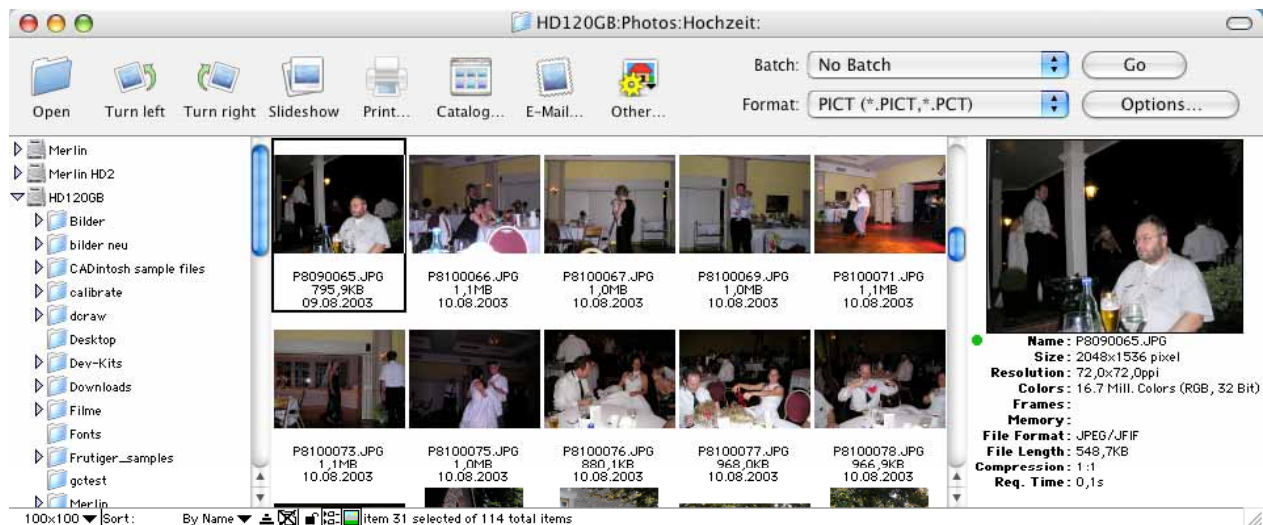 HD120GB:Photos:Hochzeit:
Batch: No Batch Go
Open Turn left Turn right Slideshow Print... Catalog... E-Mail... Other...
Format: PICT (*.PICT,*.PCT) Options...
Merlin
Merlin HD2
HD120GB
Bilder
bilder neu
CADintosh sample files
calibrate
dcraw
Desktop
Dev-Kits
Downloads
Filme
Fonts
Frutiger_samples
gctest
Merlin
P8090065.JPG P8100066.JPG P8100067.JPG P8100069.JPG P8100071.JPG
795,9KB 1,1MB 1,0MB 1,0MB 1,1MB
09.08.2003 10.08.2003 10.08.2003 10.08.2003 10.08.2003
P8100073.JPG P8100075.JPG P8100076.JPG P8100077.JPG P8100078.JPG
1,1MB 1,0MB 880,1KB 968,0KB 966,9KB
10.08.2003 10.08.2003 10.08.2003 10.08.2003 10.08.2003
Name: P8090065.JPG
Size: 2048x1536 pixel
Resolution: 72,0x72,0ppi
Colors: 16.7 Mill. Colors (RGB, 32 Bit)
Frames:
Memory:
File Format: JPEG/JFIF
File Length: 548,7KB
Compression: 1:1
Req. Time: 0,1s
100x100 Sort: By Name item 31 selected of 114 total items